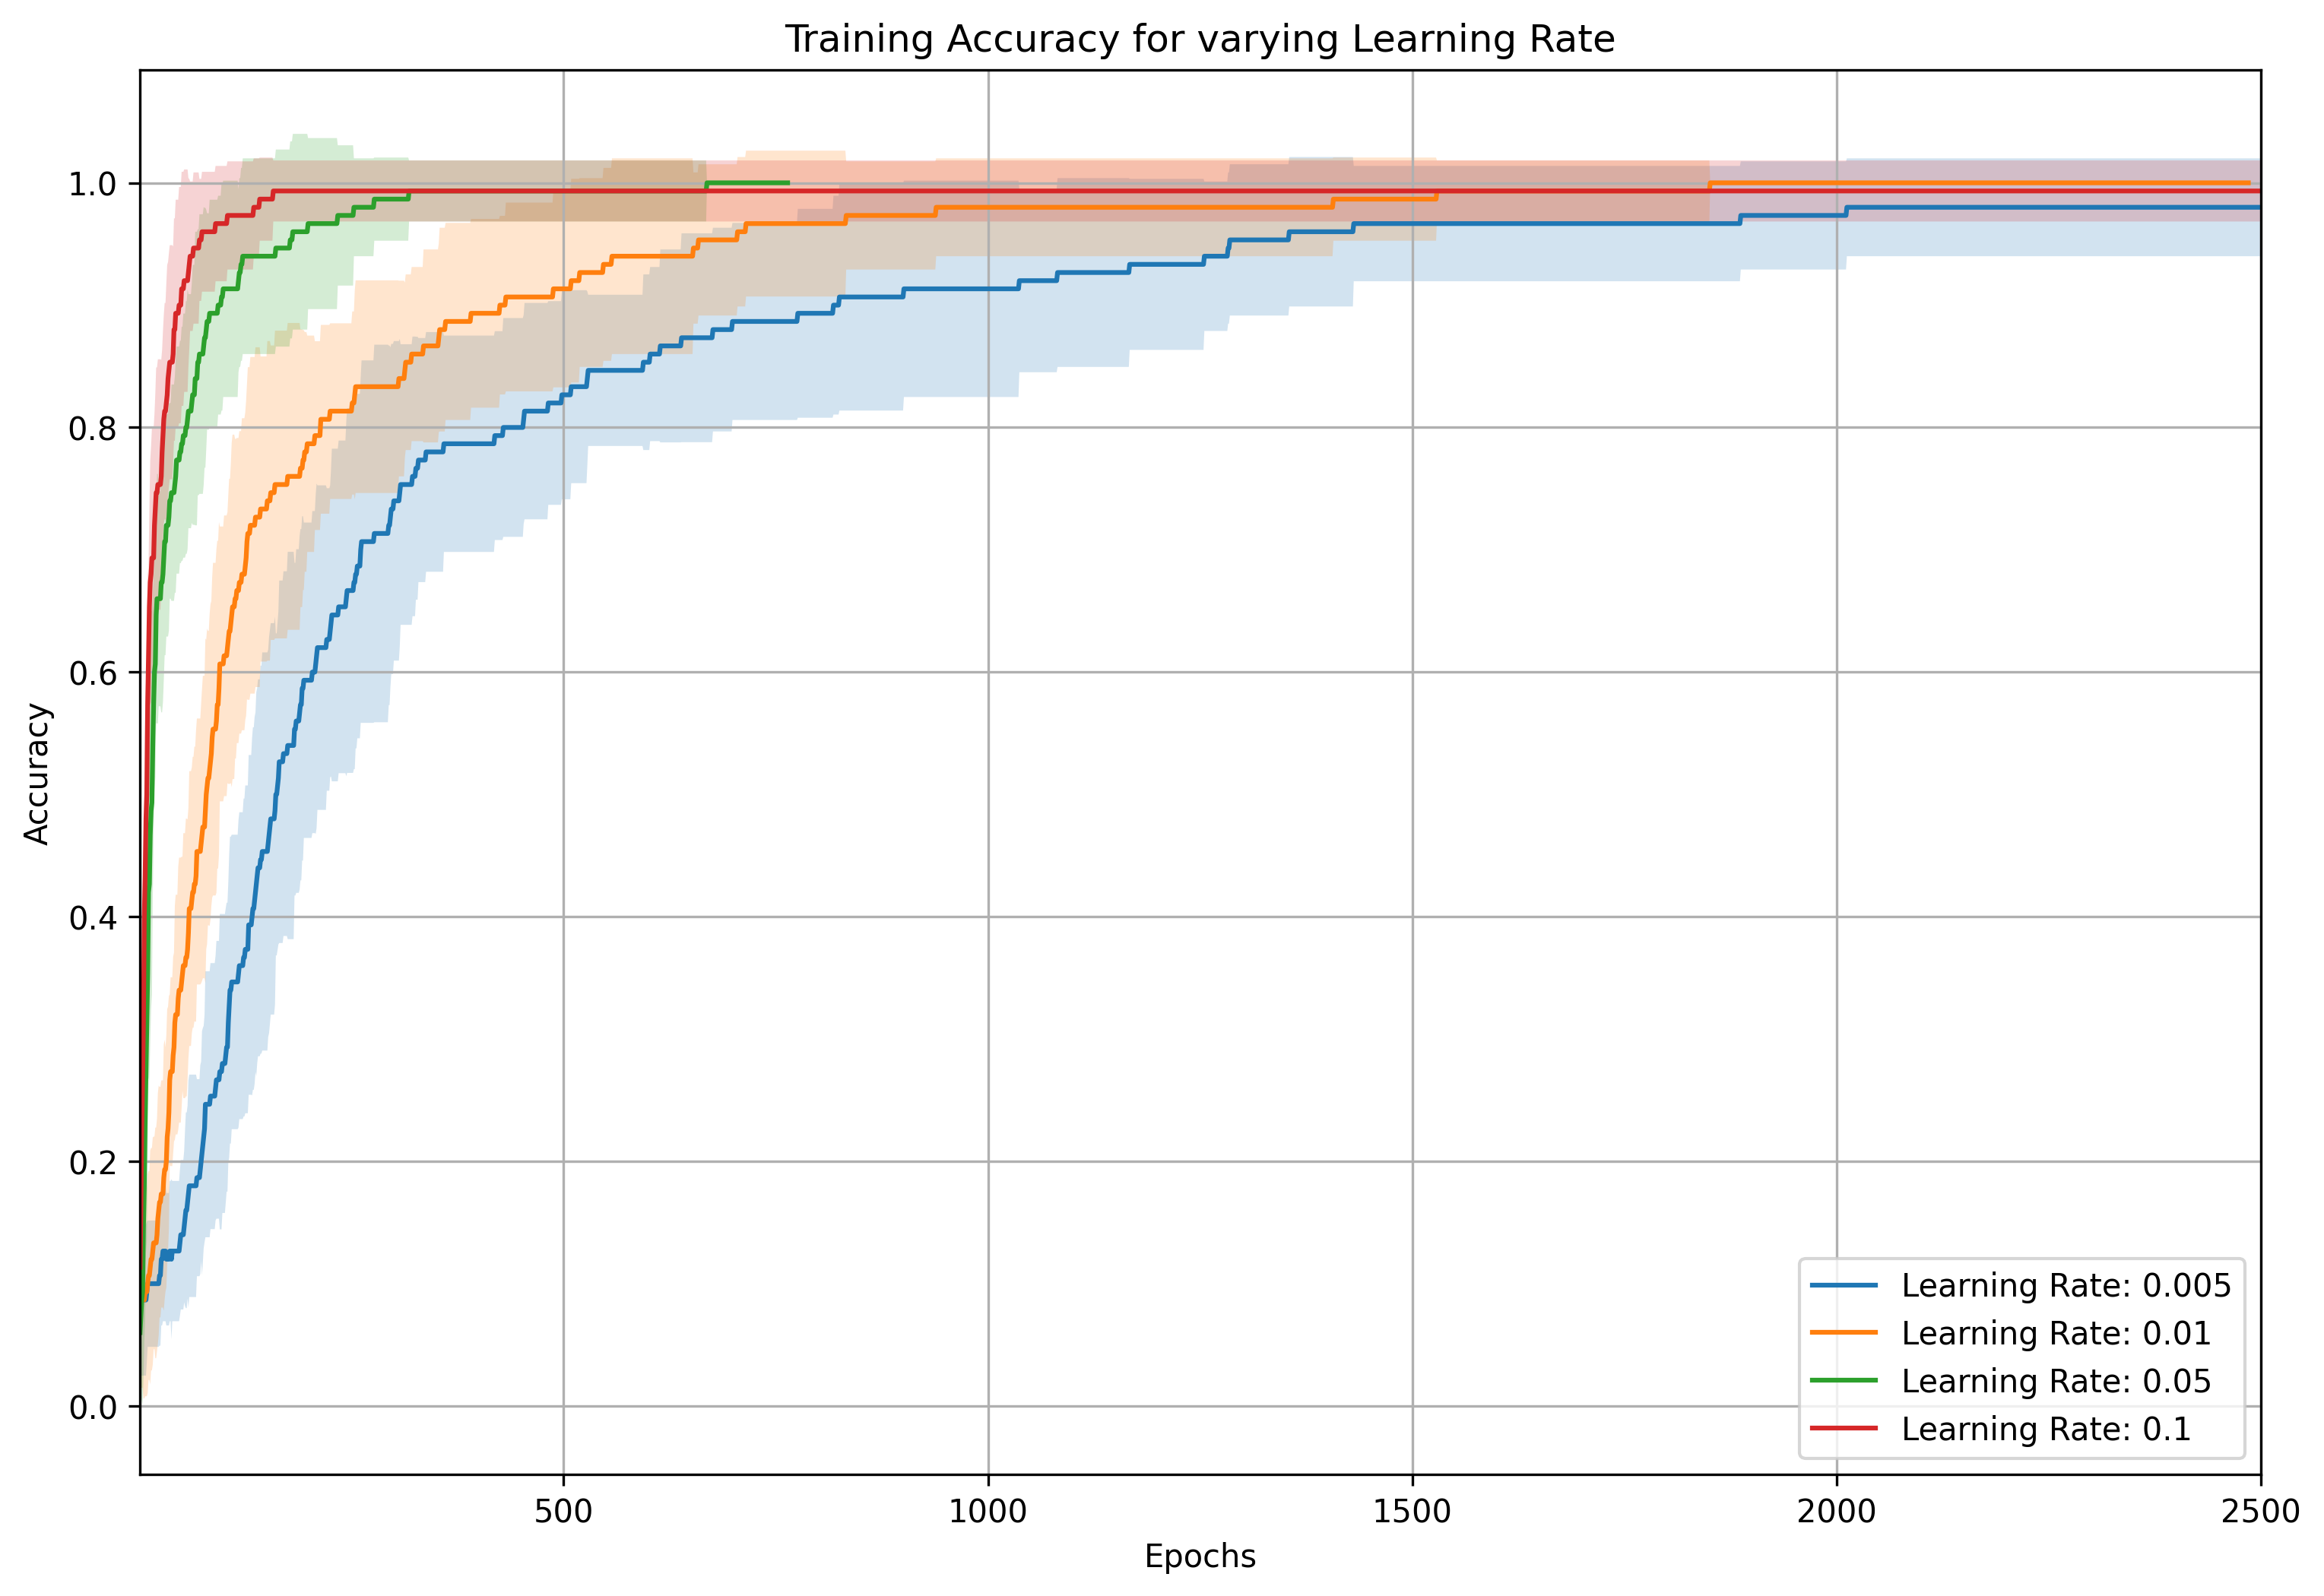 Training Accuracy for varying Learning Rate
1.0
0.8
0.6
0.4
0.2
0.0
Accuracy
500
1000
1500
2000
2500
Epochs
Learning Rate: 0.005
Learning Rate: 0.01
Learning Rate: 0.05
Learning Rate: 0.1